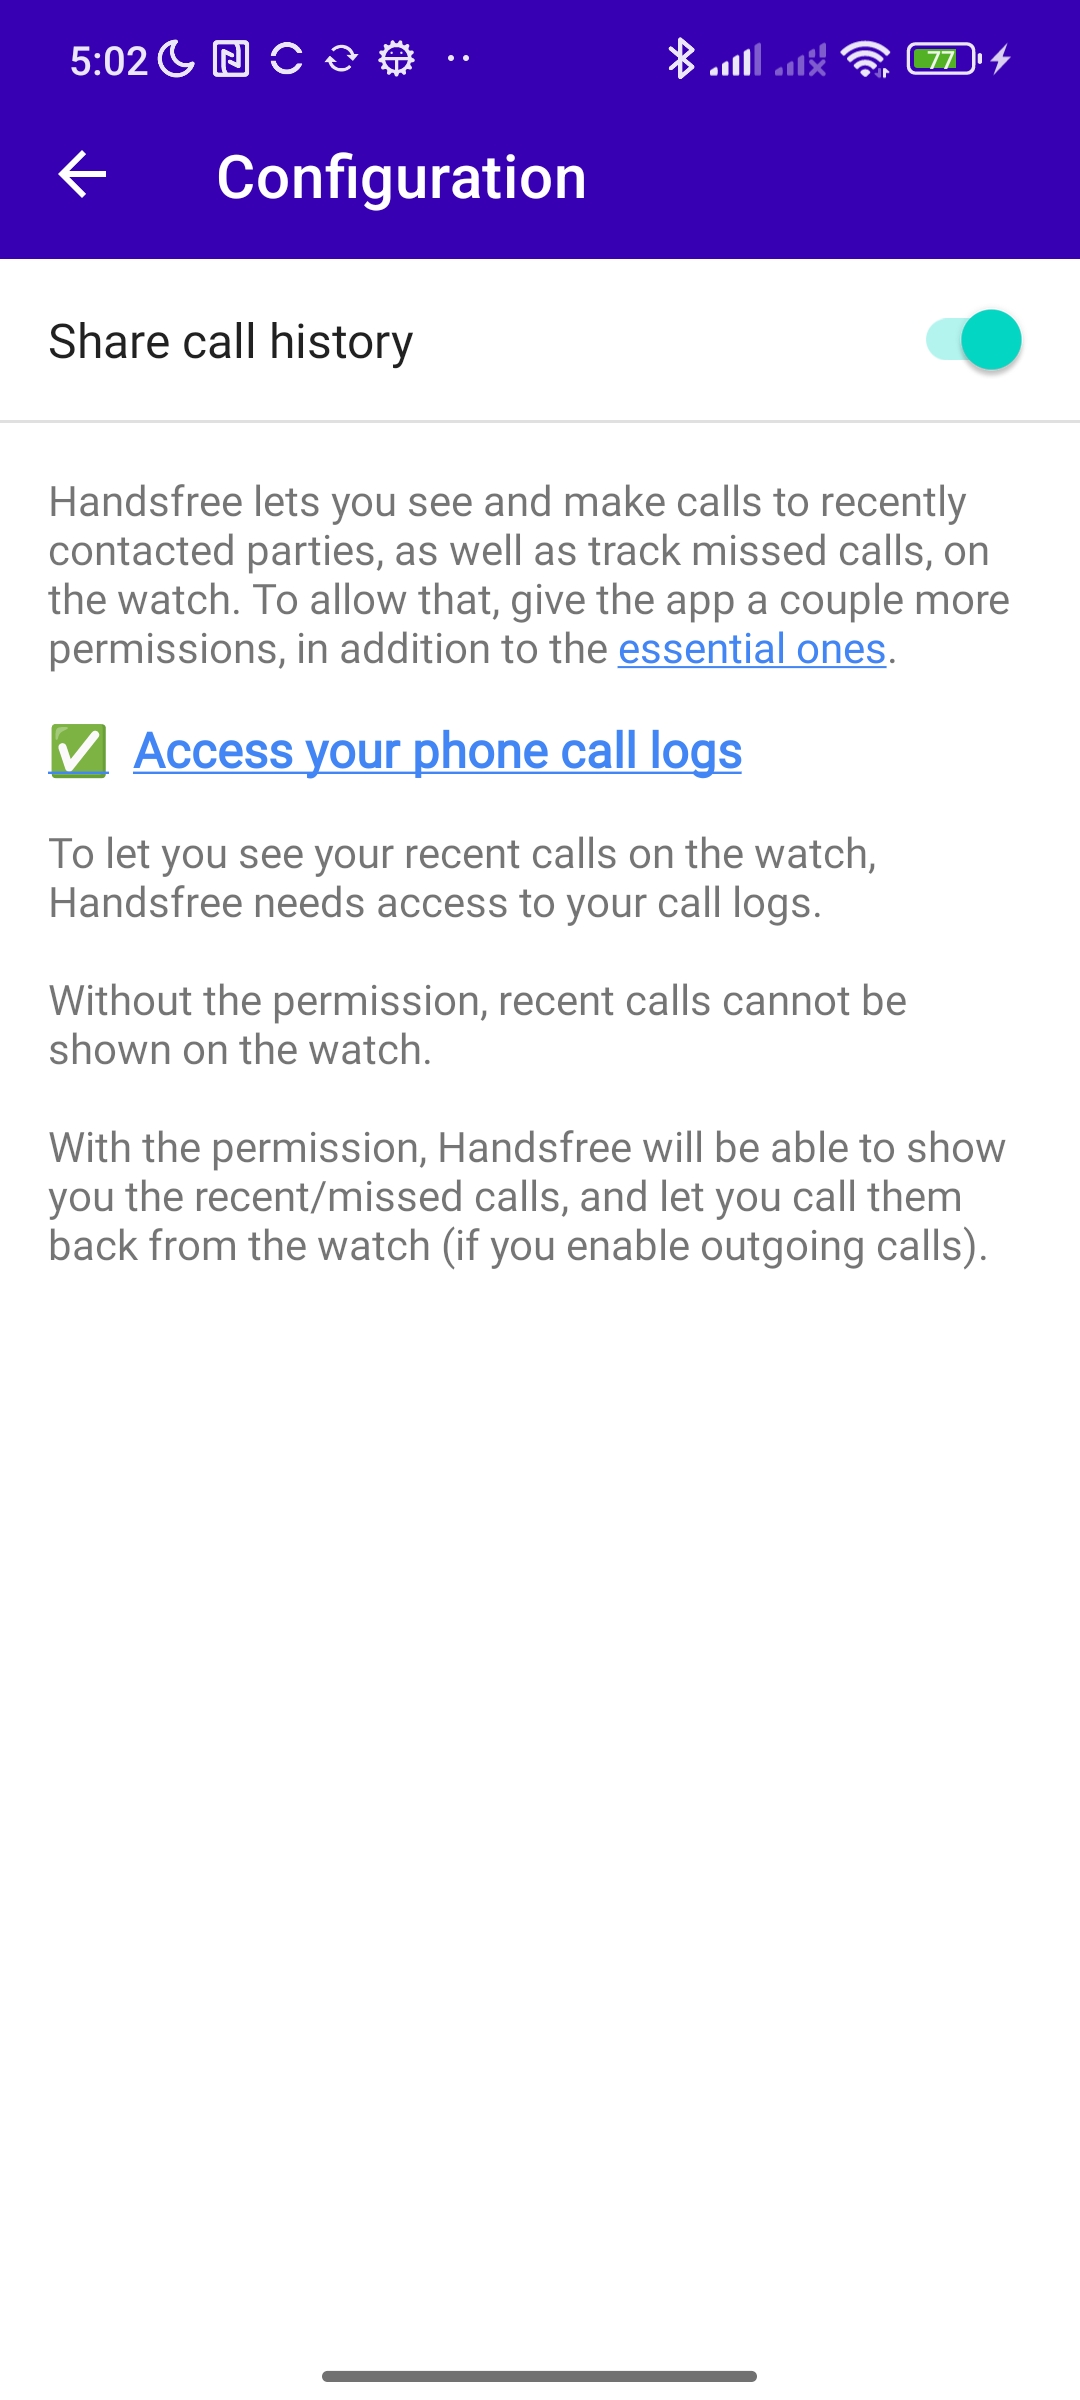 5:02
77
Configuration
Share call history
Handsfree lets you see and make calls to recently
contacted parties, as well as track missed calls, on
the watch. To allow that, give the app a couple more
permissions, in addition to the essential ones.
✅ Access your phone call logs
To let you see your recent calls on the watch,
Handsfree needs access to your call logs.
Without the permission, recent calls cannot be
shown on the watch.
With the permission, Handsfree will be able to show
you the recent/missed calls, and let you call them
back from the watch (if you enable outgoing calls).